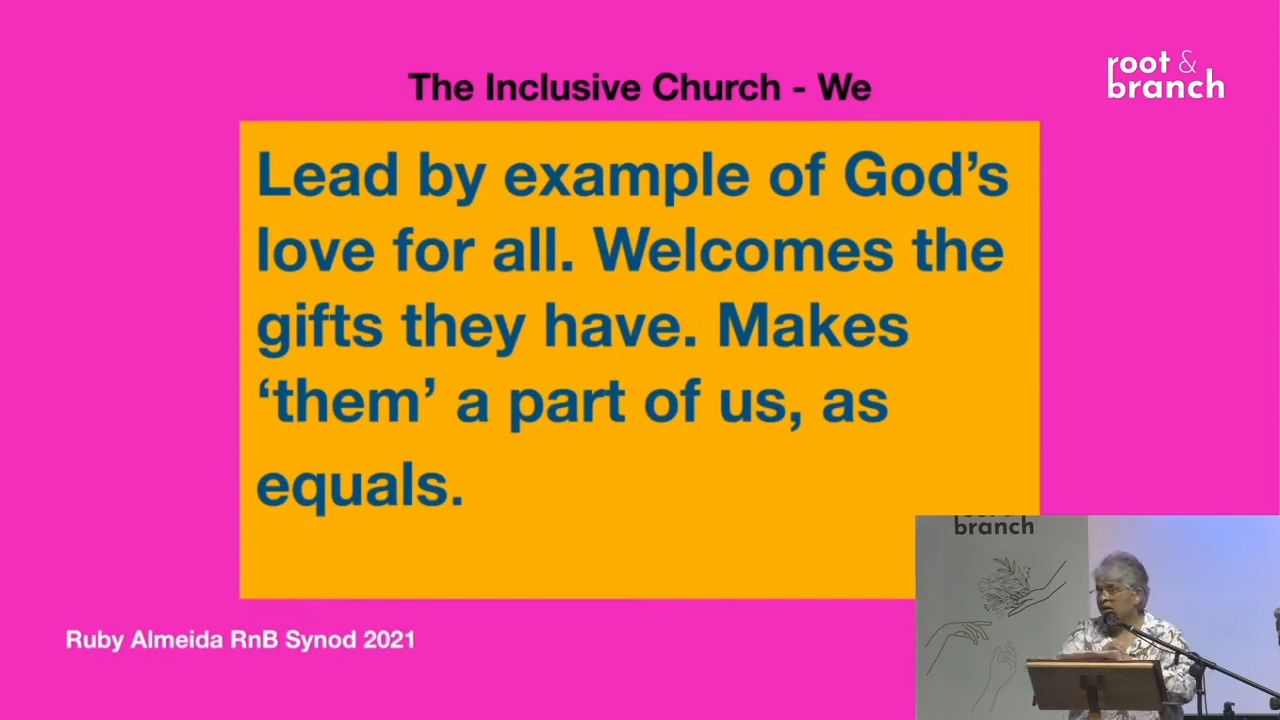 The Inclusive Church - We
root &
branch
Lead by example of God’s
love for all. Welcomes the
gifts they have. Makes
‘them’ a part of us, as
equals.
branch
Ruby Almeida RnB Synod 2021